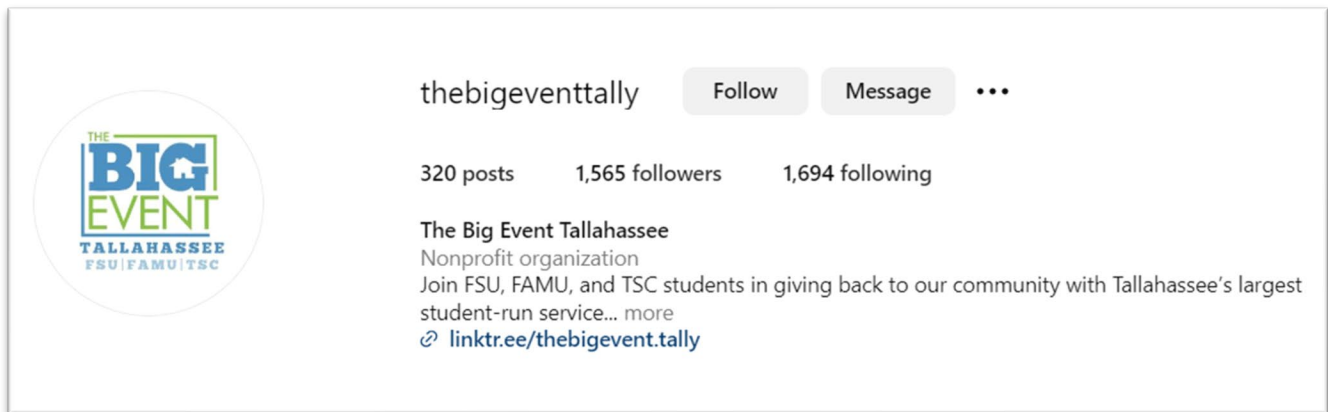 THE
BIG
EVENT
TALLAHASSEE
FSU|FAMU|TSC
thebigeventtally Follow Message •••
320 posts 1,565 followers 1,694 following
The Big Event Tallahassee
Nonprofit organization
Join FSU, FAMU, and TSC students in giving back to our community with Tallahassee’s largest
student-run service... more
linktr.ee/thebigevent.tally